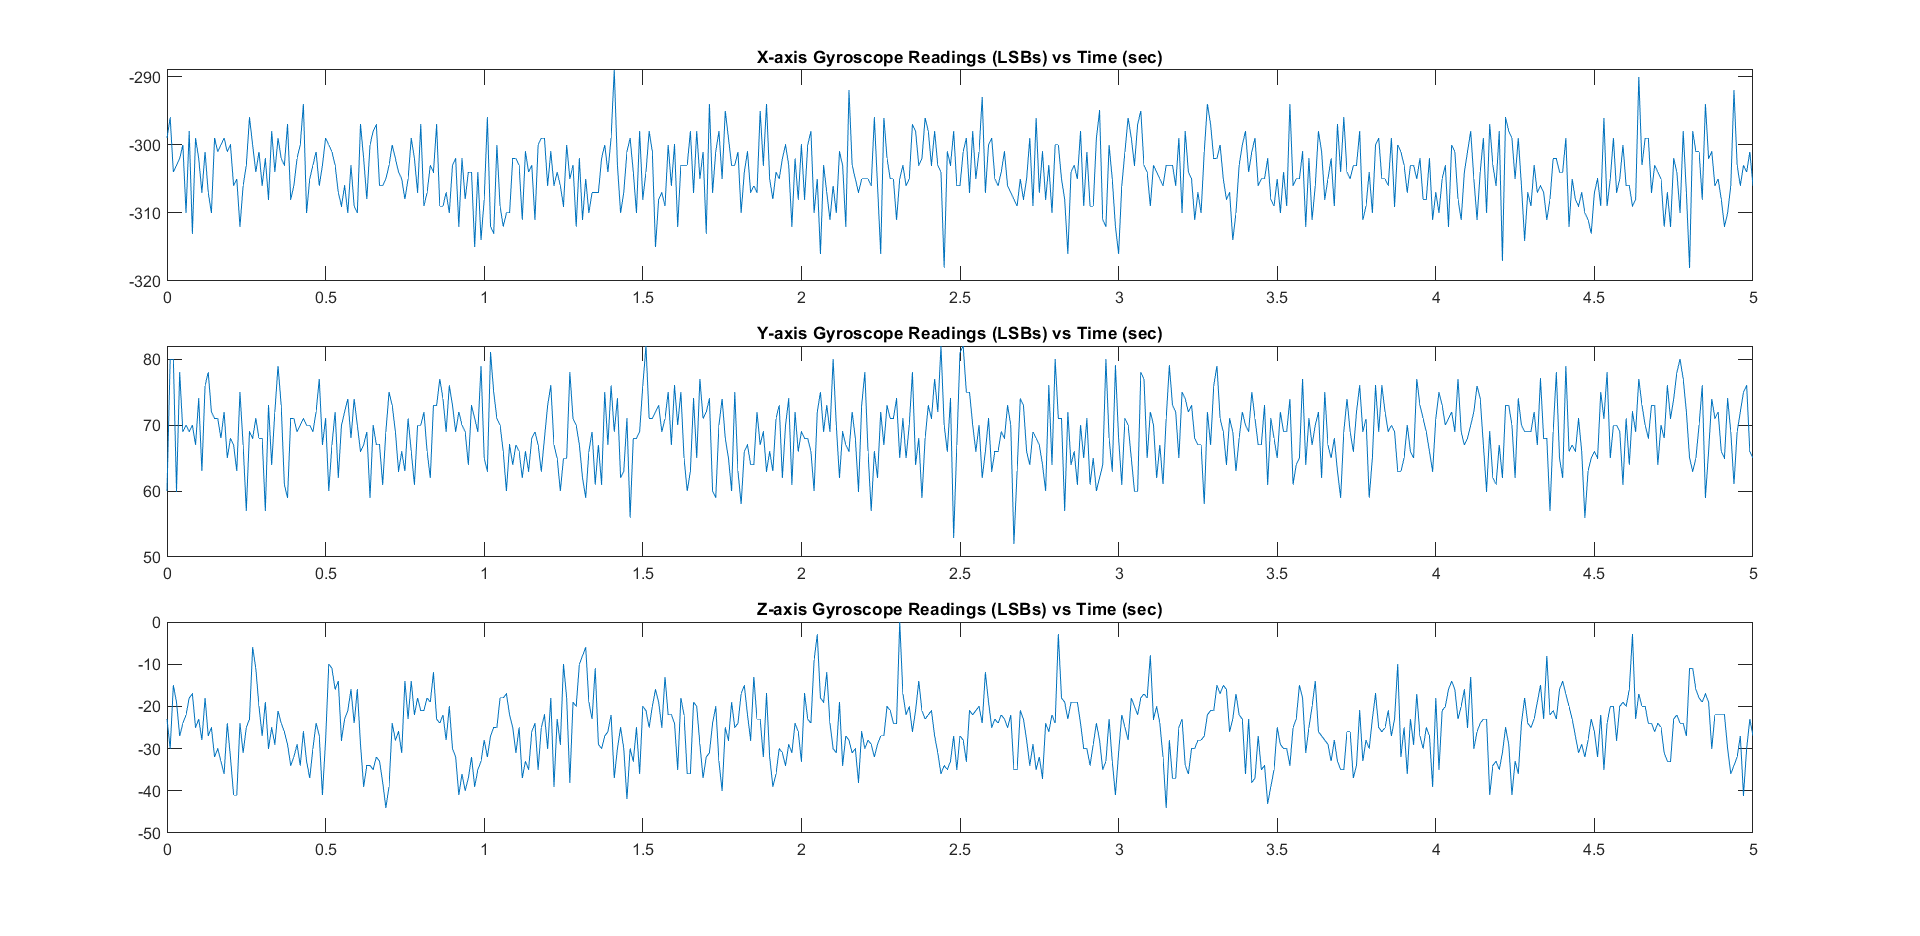 X-axis Gyroscope Readings (LSBs) vs Time (sec)
-290
-300
-310
-320
0 0.5 1 1.5 2 2.5 3 3.5 4 4.5 5
Y-axis Gyroscope Readings (LSBs) vs Time (sec)
80
70
60
50
0 0.5 1 1.5 2 2.5 3 3.5 4 4.5 5
Z-axis Gyroscope Readings (LSBs) vs Time (sec)
0
-10
-20
-30
-40
-50
0 0.5 1 1.5 2 2.5 3 3.5 4 4.5 5